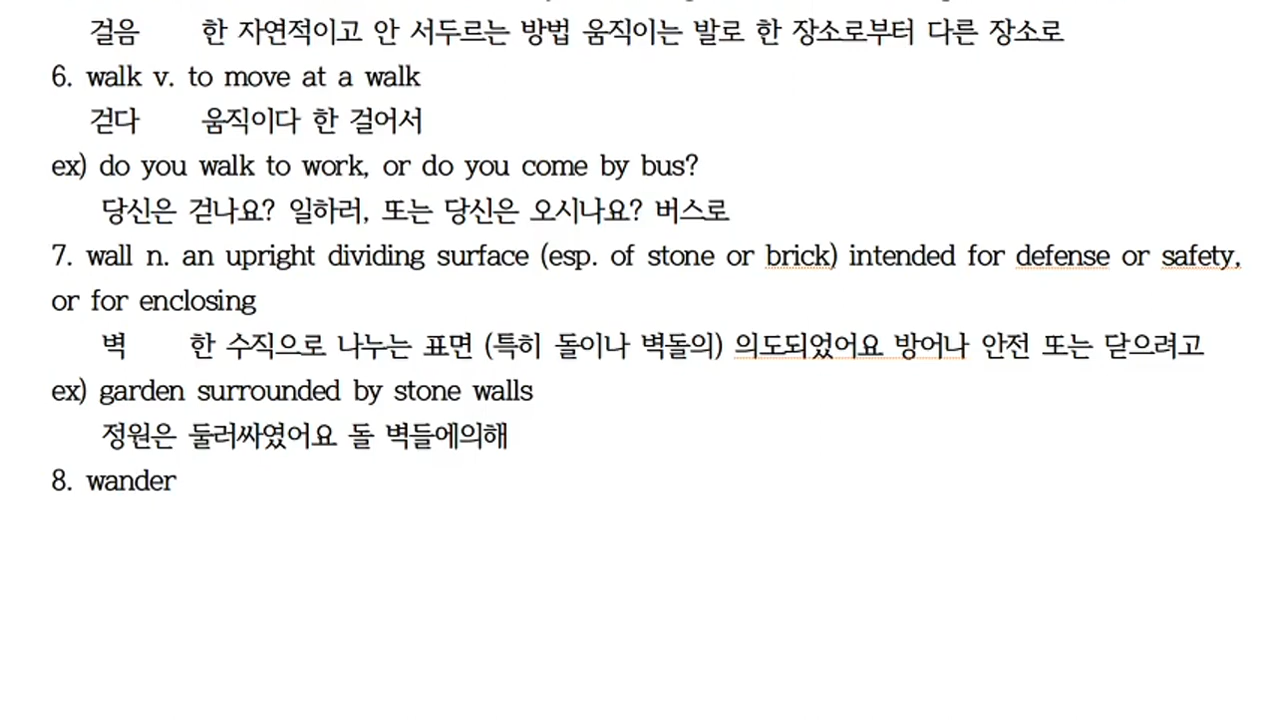 걸음 한 자연적이고 안 서두르는 방법 움직이는 발로 한 장소로부터 다른 장소로
6. walk v. to move at a walk
걷다 움직이다 한 걸어서
ex) do you walk to work, or do you come by bus?
당신은 걷나요? 일하러, 또는 당신은 오시나요? 버스로
7. wall n. an upright dividing surface (esp. of stone or brick) intended for defense or safety,
or for enclosing
벽 한 수직으로 나누는 표면 (특히 돌이나 벽돌의) 의도되었어요 방어나 안전 또는 닫으려고
ex) garden surrounded by stone walls
정원은 둘러싸였어요 돌 벽들에의해
8. wander